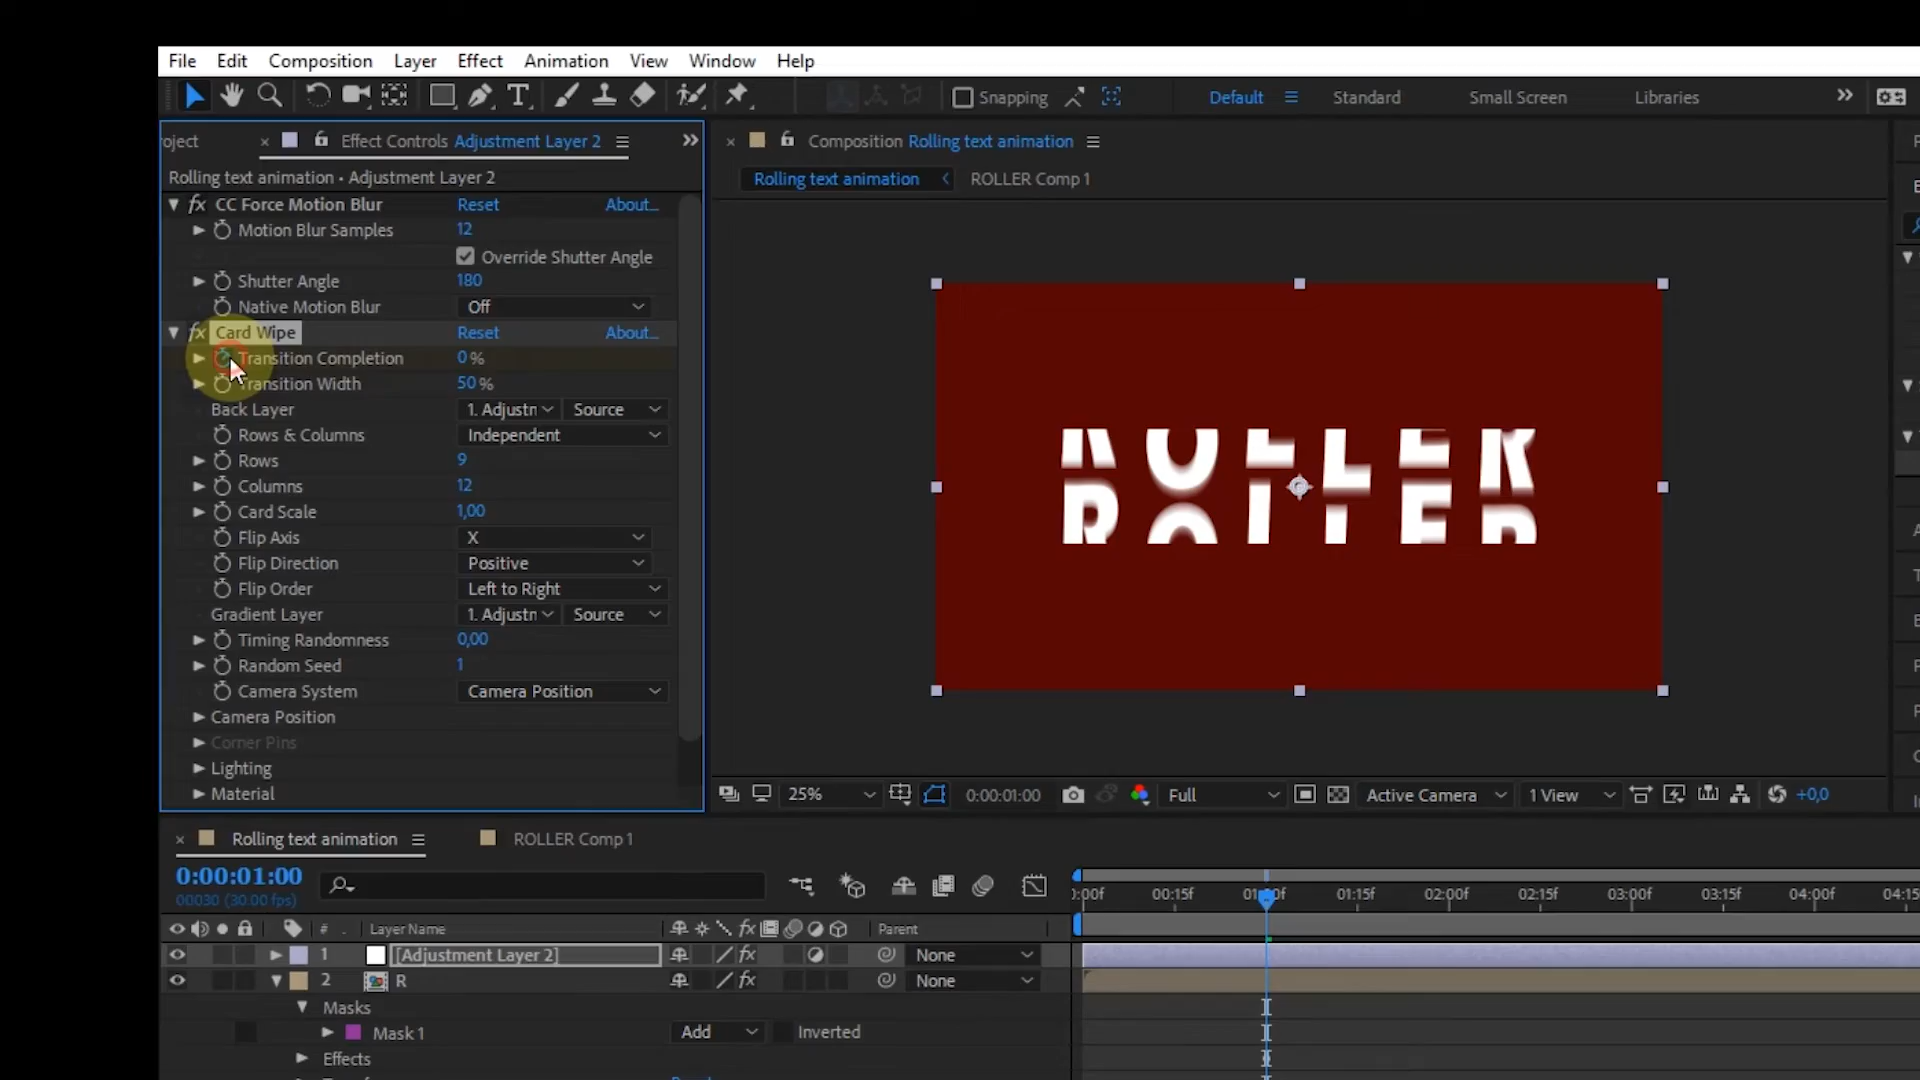 File Edit Composition Layer Effect Animation View Window Help
Snapping Default Standard Small Screen Libraries
oject Effect Controls Adjustment Layer 2
Composition Rolling text animation
Rolling text animation • Adjustment Layer 2
Rolling text animation ROLLER Comp 1
CC Force Motion Blur Reset About...
Motion Blur Samples 12
Override Shutter Angle
Shutter Angle 180
Native Motion Blur Off
Card Wipe Reset About...
Transition Completion 0 %
Transition Width 50 %
Back Layer 1. Adjustn Source
Rows & Columns Independent
Rows 9
Columns 12
Card Scale 1,00
Flip Axis X
Flip Direction Positive
Flip Order Left to Right
Gradient Layer 1. Adjustn Source
Timing Randomness 0,00
Random Seed 1
Camera System Camera Position
Camera Position
Corner Pins
Lighting
Material
ROLLER
ROLLER
25% 0:00:01:00 Full Active Camera 1 View +0,0
Rolling text animation ROLLER Comp 1
0:00:01:00
00030 (30.00 fps)
):00f 00:15f 01:00f 01:15f 02:00f 02:15f 03:00f 03:15f 04:00f 04:15
# . Layer Name fx Parent
1 [Adjustment Layer 2] fx None
2 R fx None
Masks
Mask 1 Add Inverted
Effects